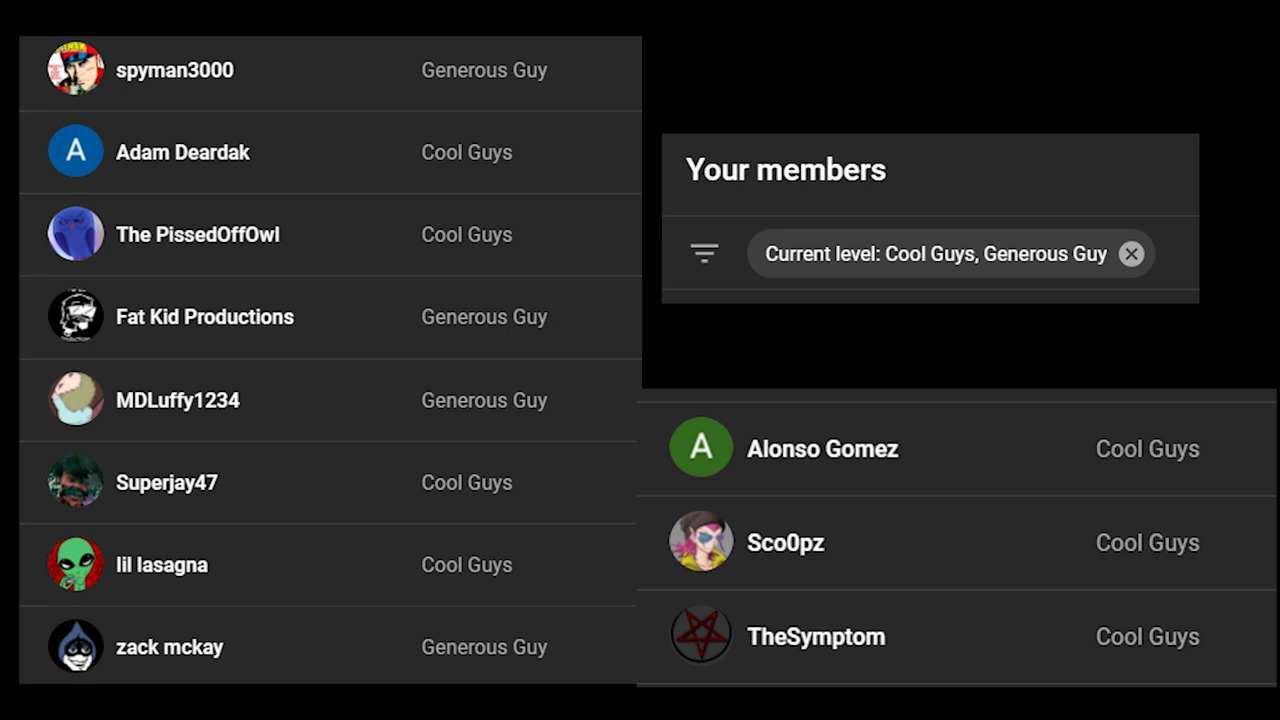 spyman3000 Generous Guy
A Adam Deardak Cool Guys
The PissedOffOwl Cool Guys
Fat Kid Productions Generous Guy
MDLuffy1234 Generous Guy
Superjay47 Cool Guys
lil lasagna Cool Guys
zack mckay Generous Guy
Your members
Current level: Cool Guys, Generous Guy
A Alonso Gomez Cool Guys
Sco0pz Cool Guys
TheSymptom Cool Guys